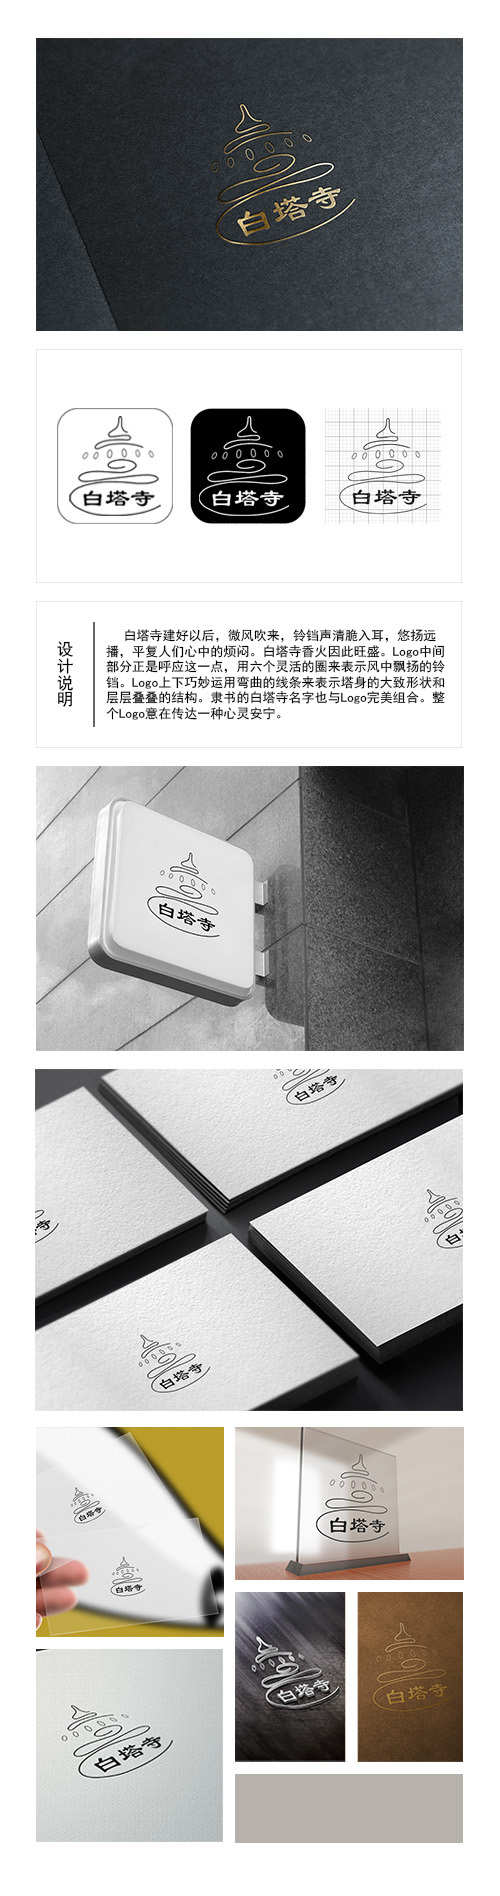 白塔寺
白塔寺
白塔寺
白塔寺
设计说明
白塔寺建好以后，微风吹来，铃铛声清脆入耳，悠扬远
播，平复人们心中的烦闷。白塔寺香火因此旺盛。Logo中间
部分正是呼应这一点，用六个灵活的圈来表示风中飘扬的铃
铛。Logo上下巧妙运用弯曲的线条来表示塔身的大致形状和
层层叠叠的结构。隶书的白塔寺名字也与Logo完美组合。整
个Logo意在传达一种心灵安宁。
白塔寺
白塔寺
白塔
白塔寺
白塔寺
白塔寺
白塔寺
白塔寺
白塔寺
白塔寺